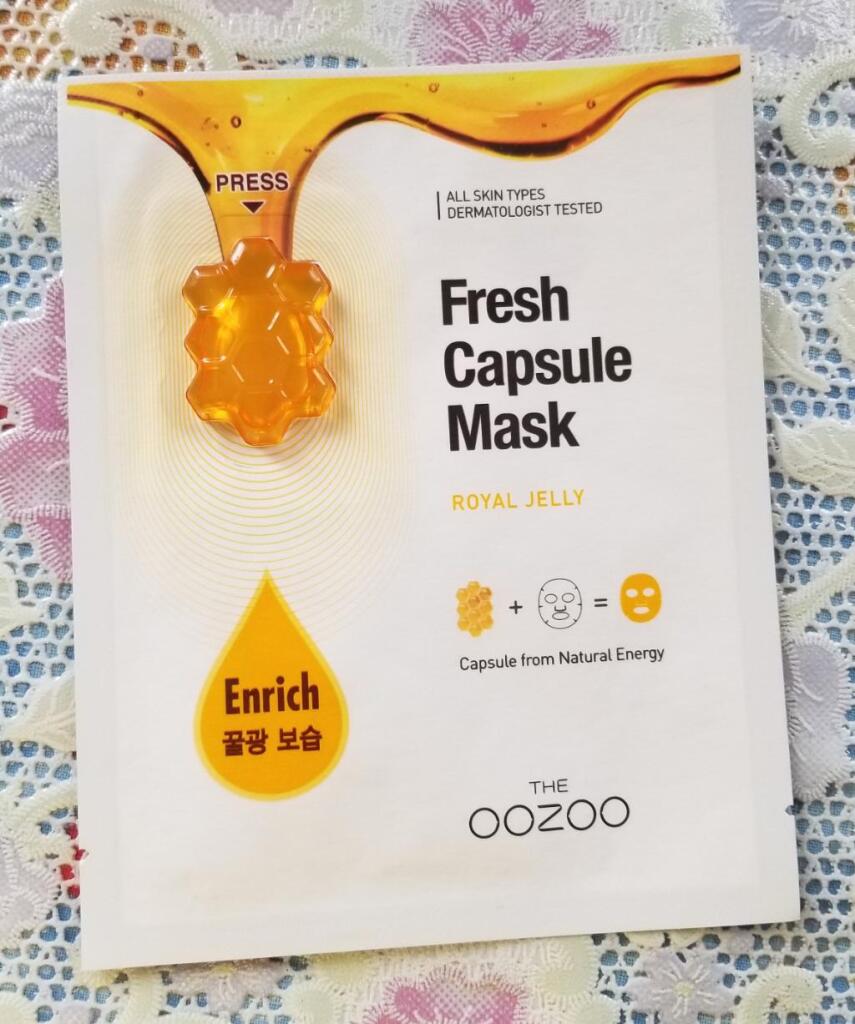 PRESS
ALL SKIN TYPES
DERMATOLOGIST TESTED
Fresh
Capsule
Mask
ROYAL JELLY
+ =
Capsule from Natural Energy
Enrich
꿀광 보습
THE
OOZOO